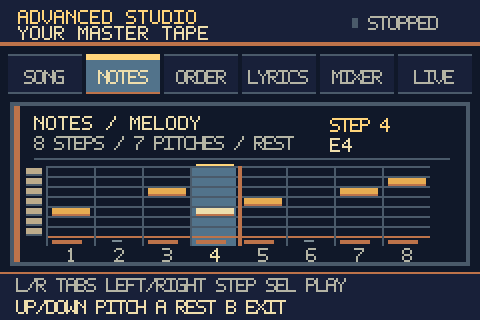 ADVANCED STUDIO
YOUR MASTER TAPE
STOPPED
SONG NOTES ORDER LYRICS MIXER LIVE
NOTES / MELODY
8 STEPS / 7 PITCHES / REST
STEP 4
E4
1 2 3 4 5 6 7 8
L/R TABS LEFT/RIGHT STEP SEL PLAY
UP/DOWN PITCH A REST B EXIT